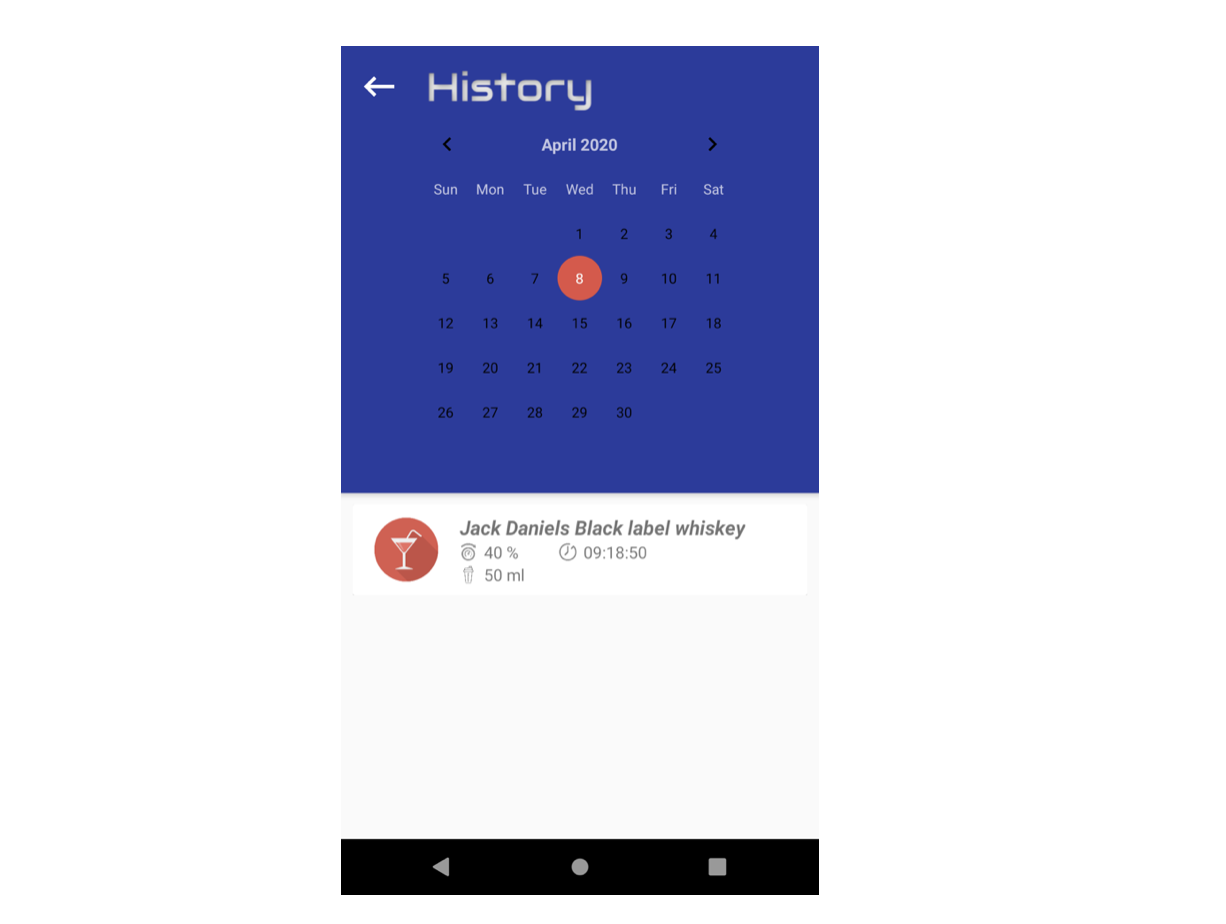 History
April 2020
Sun Mon Tue Wed Thu Fri Sat
1 2 3 4
5 6 7 8 9 10 11
12 13 14 15 16 17 18
19 20 21 22 23 24 25
26 27 28 29 30
Jack Daniels Black label whiskey
40 % 09:18:50
50 ml